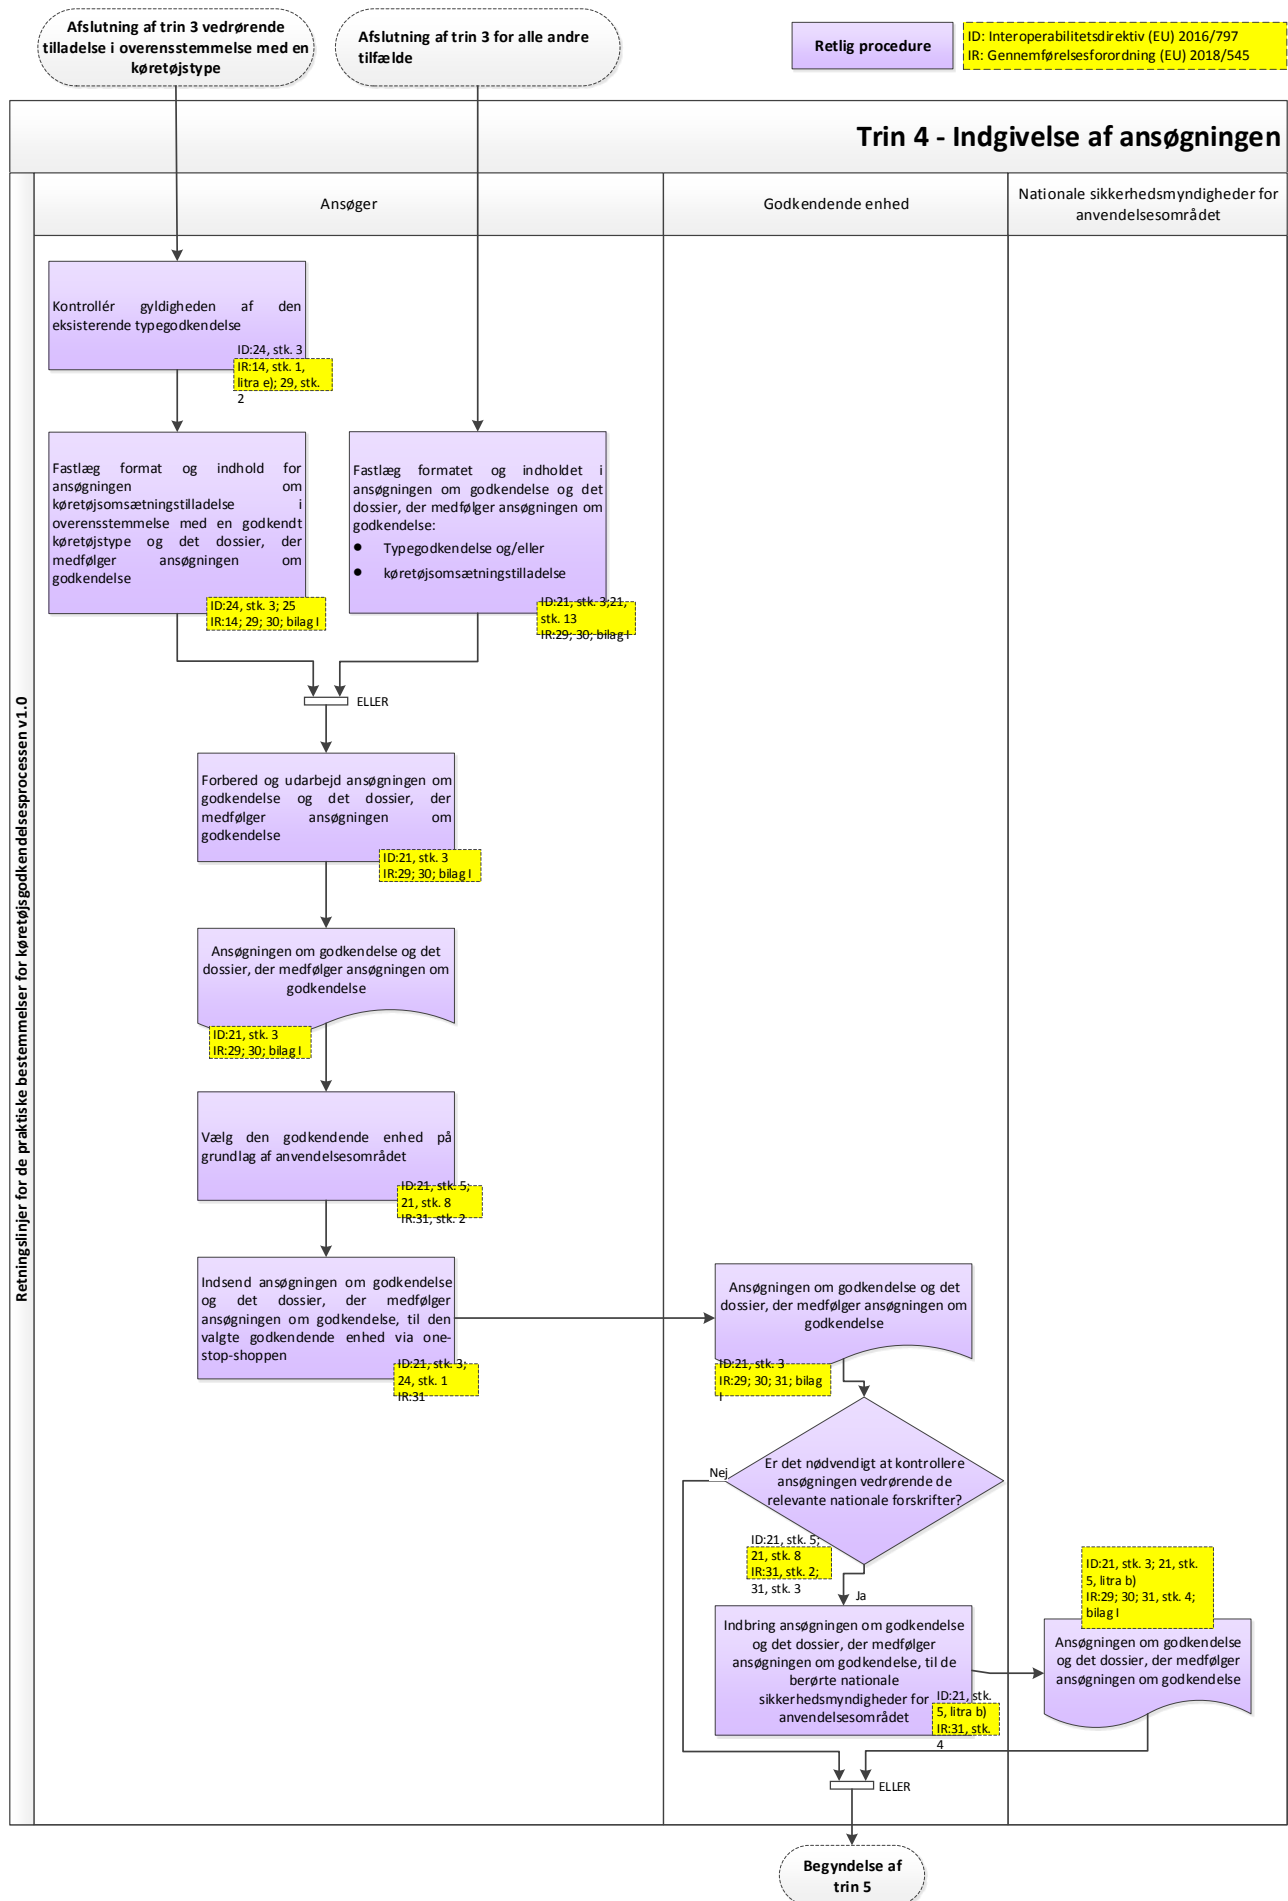 Afslutning af trin 3 vedrørende
tilladelse i overensstemmelse med en
køretøjstype
Afslutning af trin 3 for alle andre
tilfælde
Retlig procedure
ID: Interoperabilitetsdirektiv (EU) 2016/797
IR: Gennemførelsesforordning (EU) 2018/545
Trin 4 - Indgivelse af ansøgningen
Retningslinjer for de praktiske bestemmelser for køretøjsgodkendelsesprocessen v1.0
Ansøger
Godkendende enhed
Nationale sikkerhedsmyndigheder for
anvendelsesområdet
Kontrollér gyldigheden af den
eksisterende typegodkendelse
ID:24, stk. 3
IR:14, stk. 1,
litra e); 29, stk.
2
Fastlæg format og indhold for
ansøgningen om
køretøjsomsætningstilladelse i
overensstemmelse med en godkendt
køretøjstype og det dossier, der
medfølger ansøgningen om
godkendelse
ID:24, stk. 3; 25
IR:14; 29; 30; bilag I
Fastlæg formatet og indholdet i
ansøgningen om godkendelse og det
dossier, der medfølger ansøgningen om
godkendelse:
● Typegodkendelse og/eller
● køretøjsomsætningstilladelse
ID:21, stk. 3;21,
stk. 13
IR:29; 30; bilag I
ELLER
Forbered og udarbejd ansøgningen om
godkendelse og det dossier, der
medfølger ansøgningen om
godkendelse
ID:21, stk. 3
IR:29; 30; bilag I
Ansøgningen om godkendelse og det
dossier, der medfølger ansøgningen om
godkendelse
ID:21, stk. 3
IR:29; 30; bilag I
Vælg den godkendende enhed på
grundlag af anvendelsesområdet
ID:21, stk. 5;
21, stk. 8
IR:31, stk. 2
Indsend ansøgningen om godkendelse
og det dossier, der medfølger
ansøgningen om godkendelse, til den
valgte godkendende enhed via one-
stop-shoppen
ID:21, stk. 3;
24, stk. 1
IR:31
Ansøgningen om godkendelse og det
dossier, der medfølger ansøgningen om
godkendelse
ID:21, stk. 3
IR:29; 30; 31; bilag
I
Er det nødvendigt at kontrollere
ansøgningen vedrørende de
relevante nationale forskrifter?
Nej
ID:21, stk. 5;
21, stk. 8
IR:31, stk. 2;
31, stk. 3
Ja
Indbring ansøgningen om godkendelse
og det dossier, der medfølger
ansøgningen om godkendelse, til de
berørte nationale
sikkerhedsmyndigheder for
anvendelsesområdet
ID:21, stk.
5, litra b)
IR:31, stk.
4
ID:21, stk. 3; 21, stk.
5, litra b)
IR:29; 30; 31, stk. 4;
bilag I
Ansøgningen om godkendelse
og det dossier, der medfølger
ansøgningen om godkendelse
ELLER
Begyndelse af
trin 5